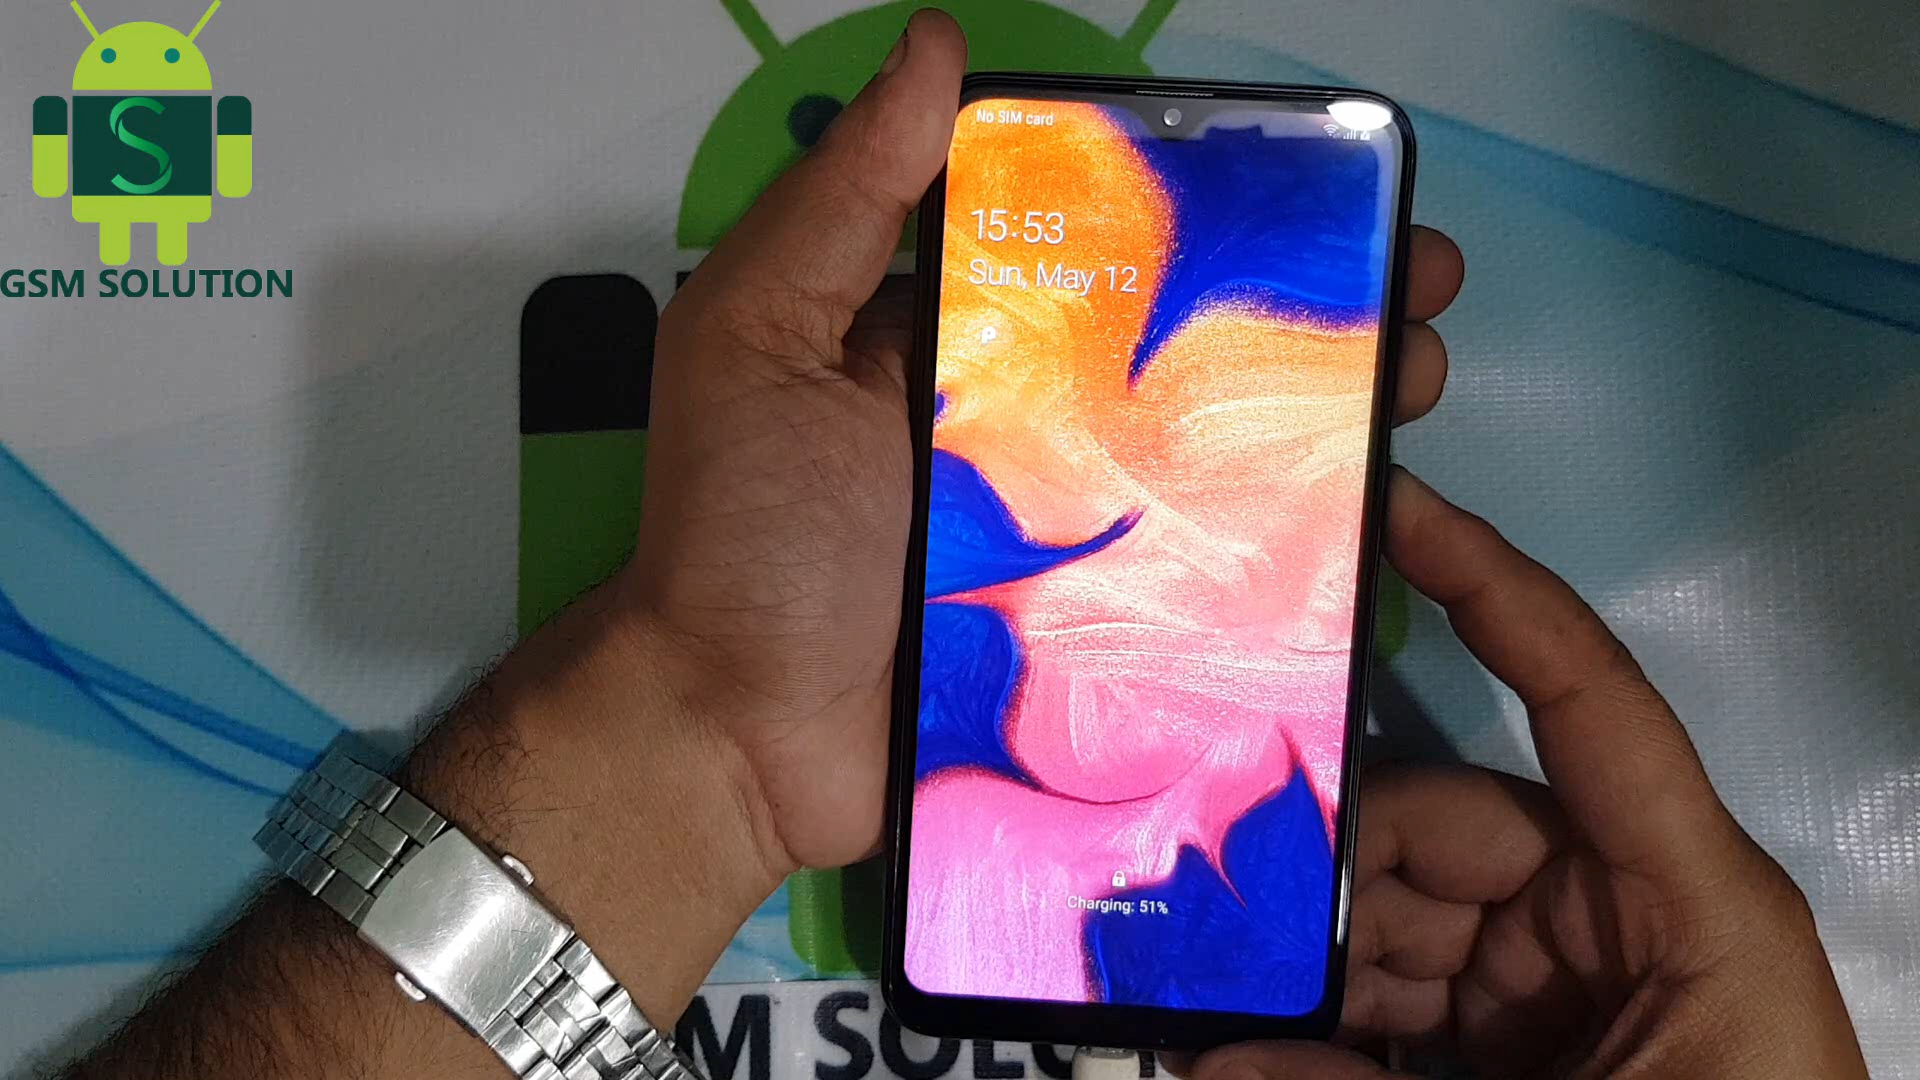 S
GSM SOLUTION
No SIM card
15:53
Sun, May 12
P
Charging: 51%